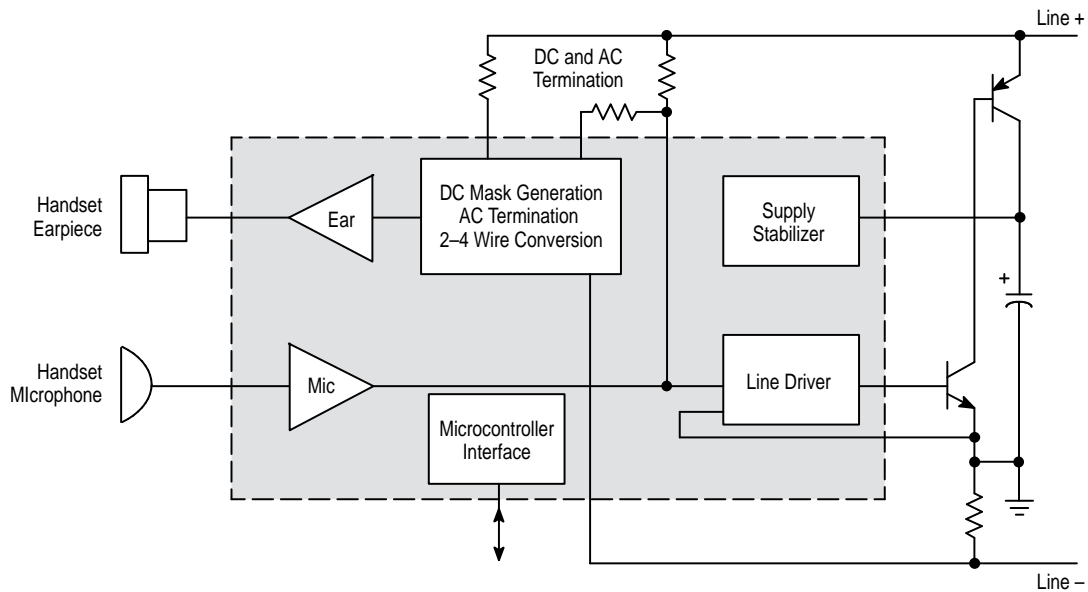 Line +
DC and AC
Termination
Handset
Earpiece
Ear
DC Mask Generation
AC Termination
2–4 Wire Conversion
Supply
Stabilizer
+
Handset
MIcrophone
Mic
Line Driver
Microcontroller
Interface
Line –